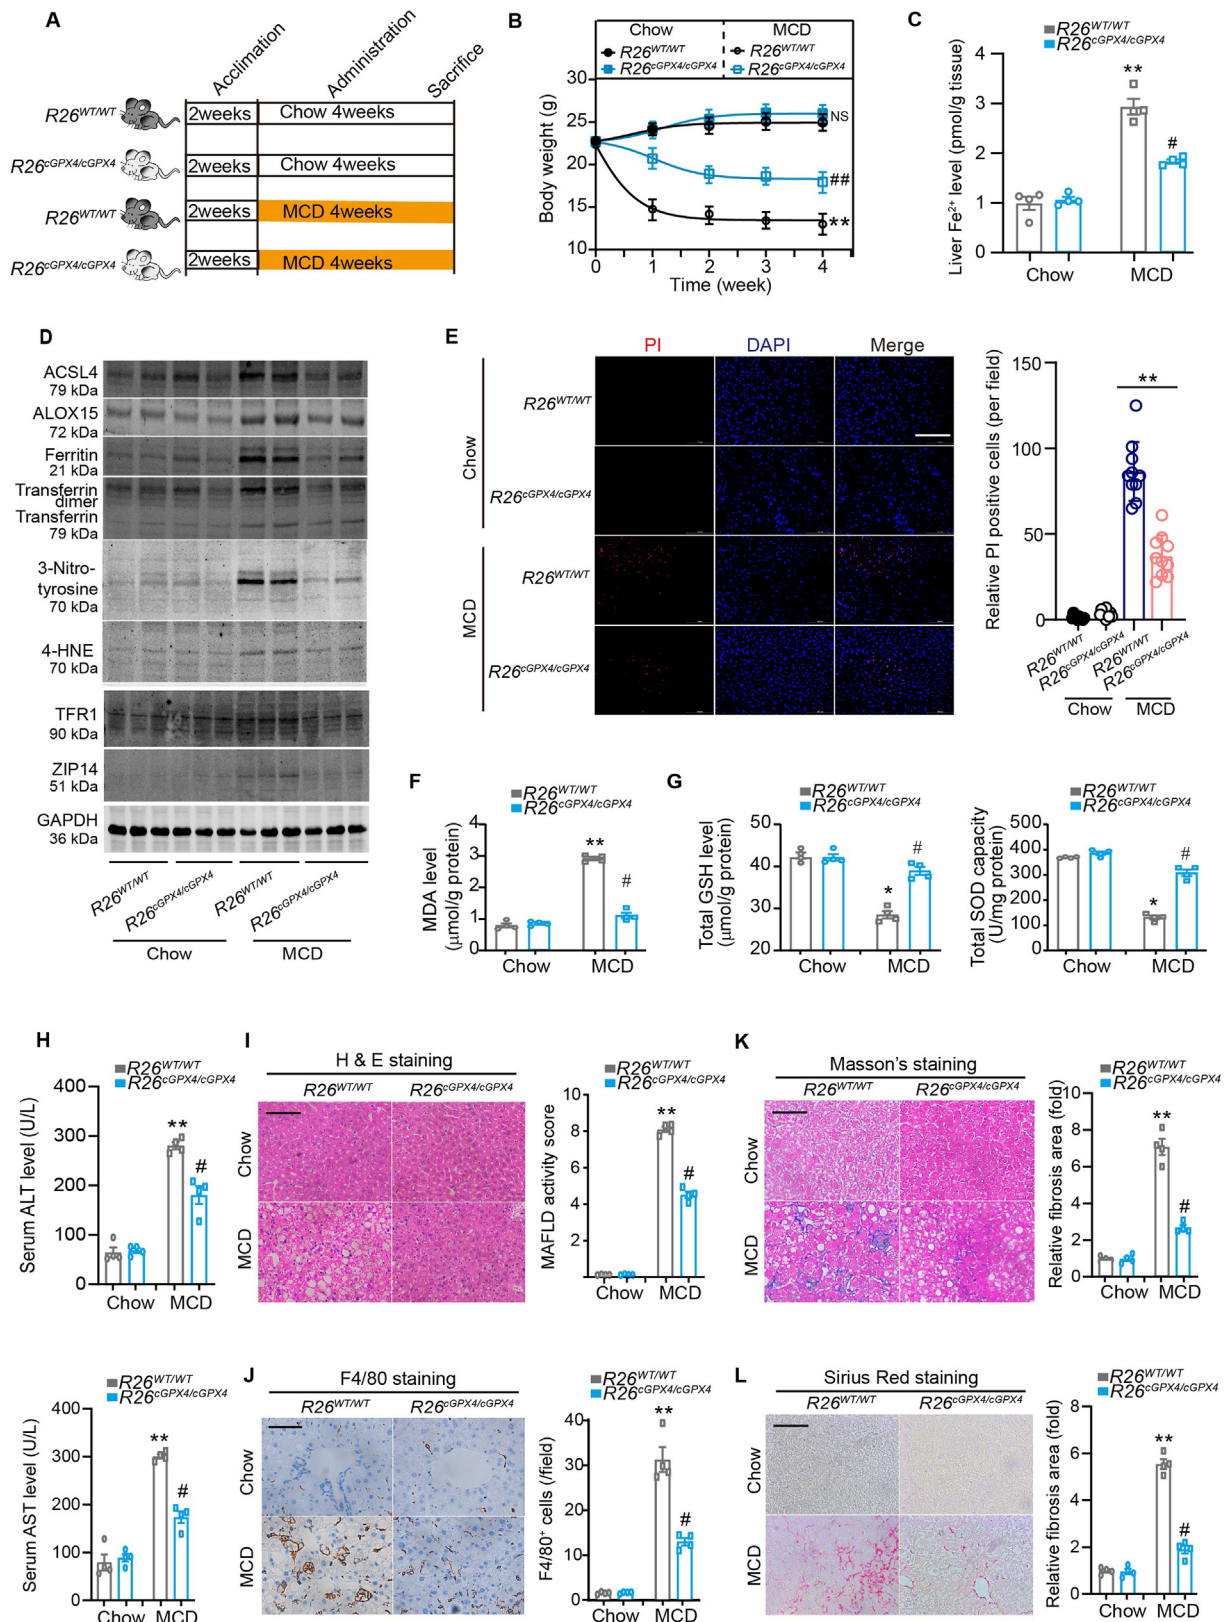 A
Acclimation
Administration
Sacrifice
R26WT/WT
2weeks
Chow 4weeks
R26cGPX4/cGPX4
2weeks
Chow 4weeks
R26WT/WT
2weeks
MCD 4weeks
R26cGPX4/cGPX4
2weeks
MCD 4weeks
B
Chow
MCD
R26WT/WT
R26WT/WT
R26cGPX4/cGPX4
R26cGPX4/cGPX4
Body weight (g)
30
25
20
15
10
NS
##
**
0
1
2
3
4
Time (week)
C
R26WT/WT
R26cGPX4/cGPX4
Liver Fe2+ level (pmol/g tissue)
4
3
2
1
0
**
#
Chow
MCD
D
ACSL4
79 kDa
ALOX15
72 kDa
Ferritin
21 kDa
Transferrin
dimer
Transferrin
79 kDa
3-Nitro-
tyrosine
70 kDa
4-HNE
70 kDa
TFR1
90 kDa
ZIP14
51 kDa
GAPDH
36 kDa
R26WT/WT
R26cGPX4/cGPX4
R26WT/WT
R26cGPX4/cGPX4
Chow
MCD
E
PI
DAPI
Merge
Chow
R26WT/WT
R26cGPX4/cGPX4
MCD
R26WT/WT
R26cGPX4/cGPX4
Relative PI positive cells (per field)
150
100
50
0
**
R26WT/WT
R26cGPX4/cGPX4
R26WT/WT
R26cGPX4/cGPX4
Chow
MCD
F
R26WT/WT
R26cGPX4/cGPX4
MDA level
(μmol/g protein)
4
3
2
1
0
**
#
Chow
MCD
G
R26WT/WT
R26cGPX4/cGPX4
Total GSH level
(μmol/g protein)
50
40
30
20
*
#
Chow
MCD
R26WT/WT
R26cGPX4/cGPX4
Total SOD capacity
(U/mg protein)
500
400
300
200
100
0
*
#
Chow
MCD
H
R26WT/WT
R26cGPX4/cGPX4
Serum ALT level (U/L)
400
300
200
100
0
**
#
Chow
MCD
R26WT/WT
R26cGPX4/cGPX4
Serum AST level (U/L)
400
300
200
100
0
**
#
Chow
MCD
I
H & E staining
R26WT/WT
R26cGPX4/cGPX4
Chow
MCD
R26WT/WT
R26cGPX4/cGPX4
MAFLD activity score
8
6
4
2
0
**
#
Chow
MCD
J
F4/80 staining
R26WT/WT
R26cGPX4/cGPX4
Chow
MCD
R26WT/WT
R26cGPX4/cGPX4
F4/80+ cells (/field)
40
30
20
10
0
**
#
Chow
MCD
K
Masson's staining
R26WT/WT
R26cGPX4/cGPX4
Chow
MCD
R26WT/WT
R26cGPX4/cGPX4
Relative fibrosis area (fold)
10
8
6
4
2
0
**
#
Chow
MCD
L
Sirius Red staining
R26WT/WT
R26cGPX4/cGPX4
Chow
MCD
R26WT/WT
R26cGPX4/cGPX4
Relative fibrosis area (fold)
8
6
4
2
0
**
#
Chow
MCD